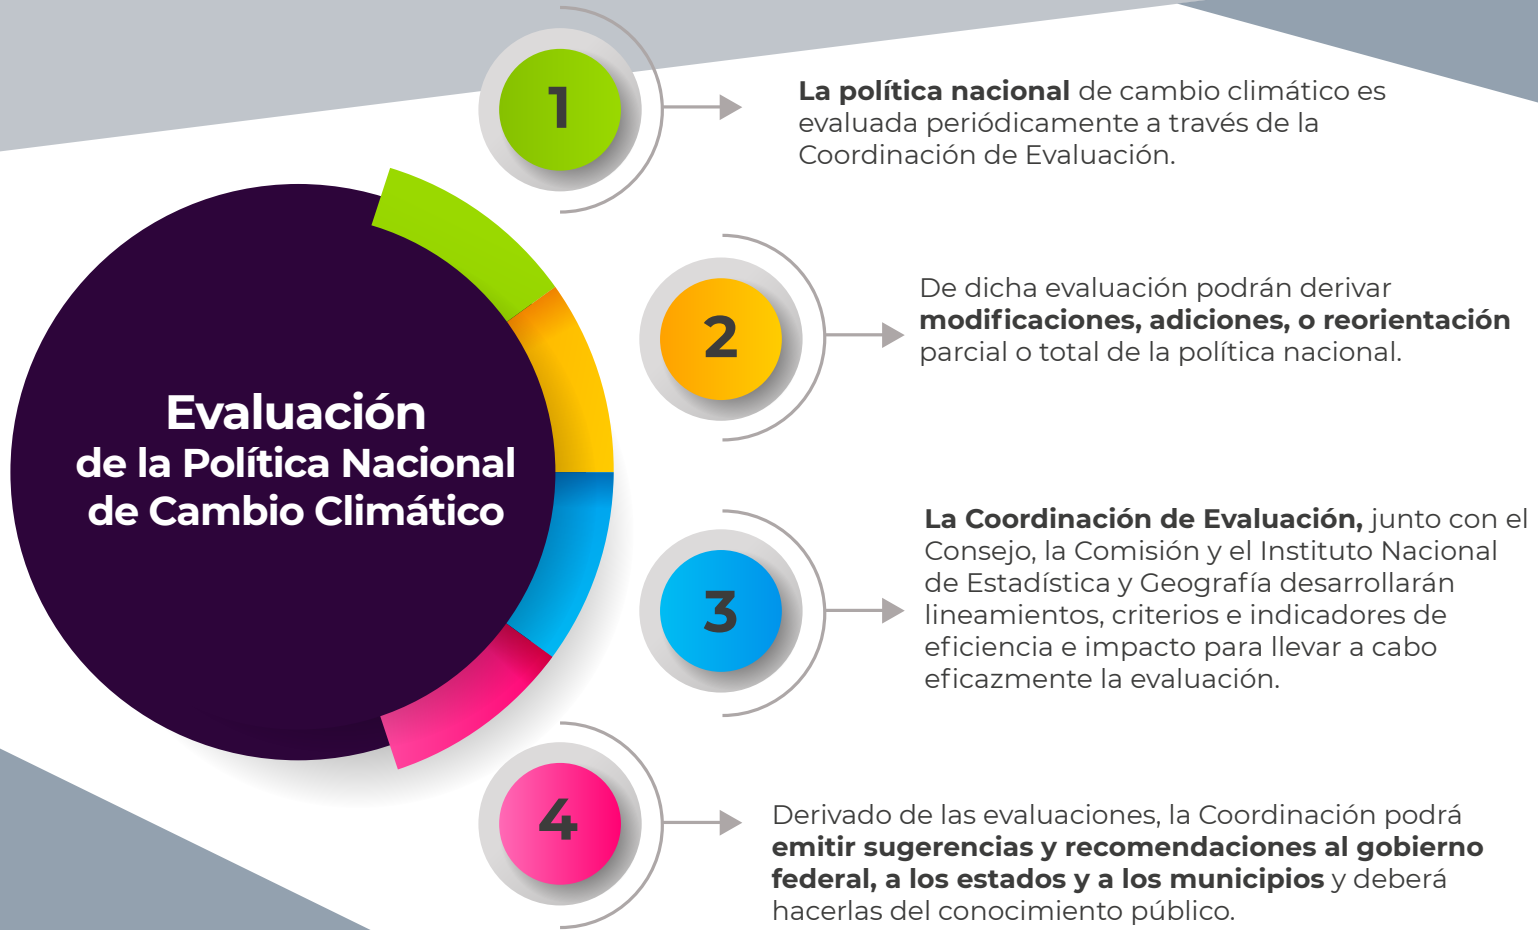 Evaluación
de la Política Nacional
de Cambio Climático
1
La política nacional de cambio climático es
evaluada periódicamente a través de la
Coordinación de Evaluación.
2
De dicha evaluación podrán derivar
modificaciones, adiciones, o reorientación
parcial o total de la política nacional.
3
La Coordinación de Evaluación, junto con el
Consejo, la Comisión y el Instituto Nacional
de Estadística y Geografía desarrollarán
lineamientos, criterios e indicadores de
eficiencia e impacto para llevar a cabo
eficazmente la evaluación.
4
Derivado de las evaluaciones, la Coordinación podrá
emitir sugerencias y recomendaciones al gobierno
federal, a los estados y a los municipios y deberá
hacerlas del conocimiento público.